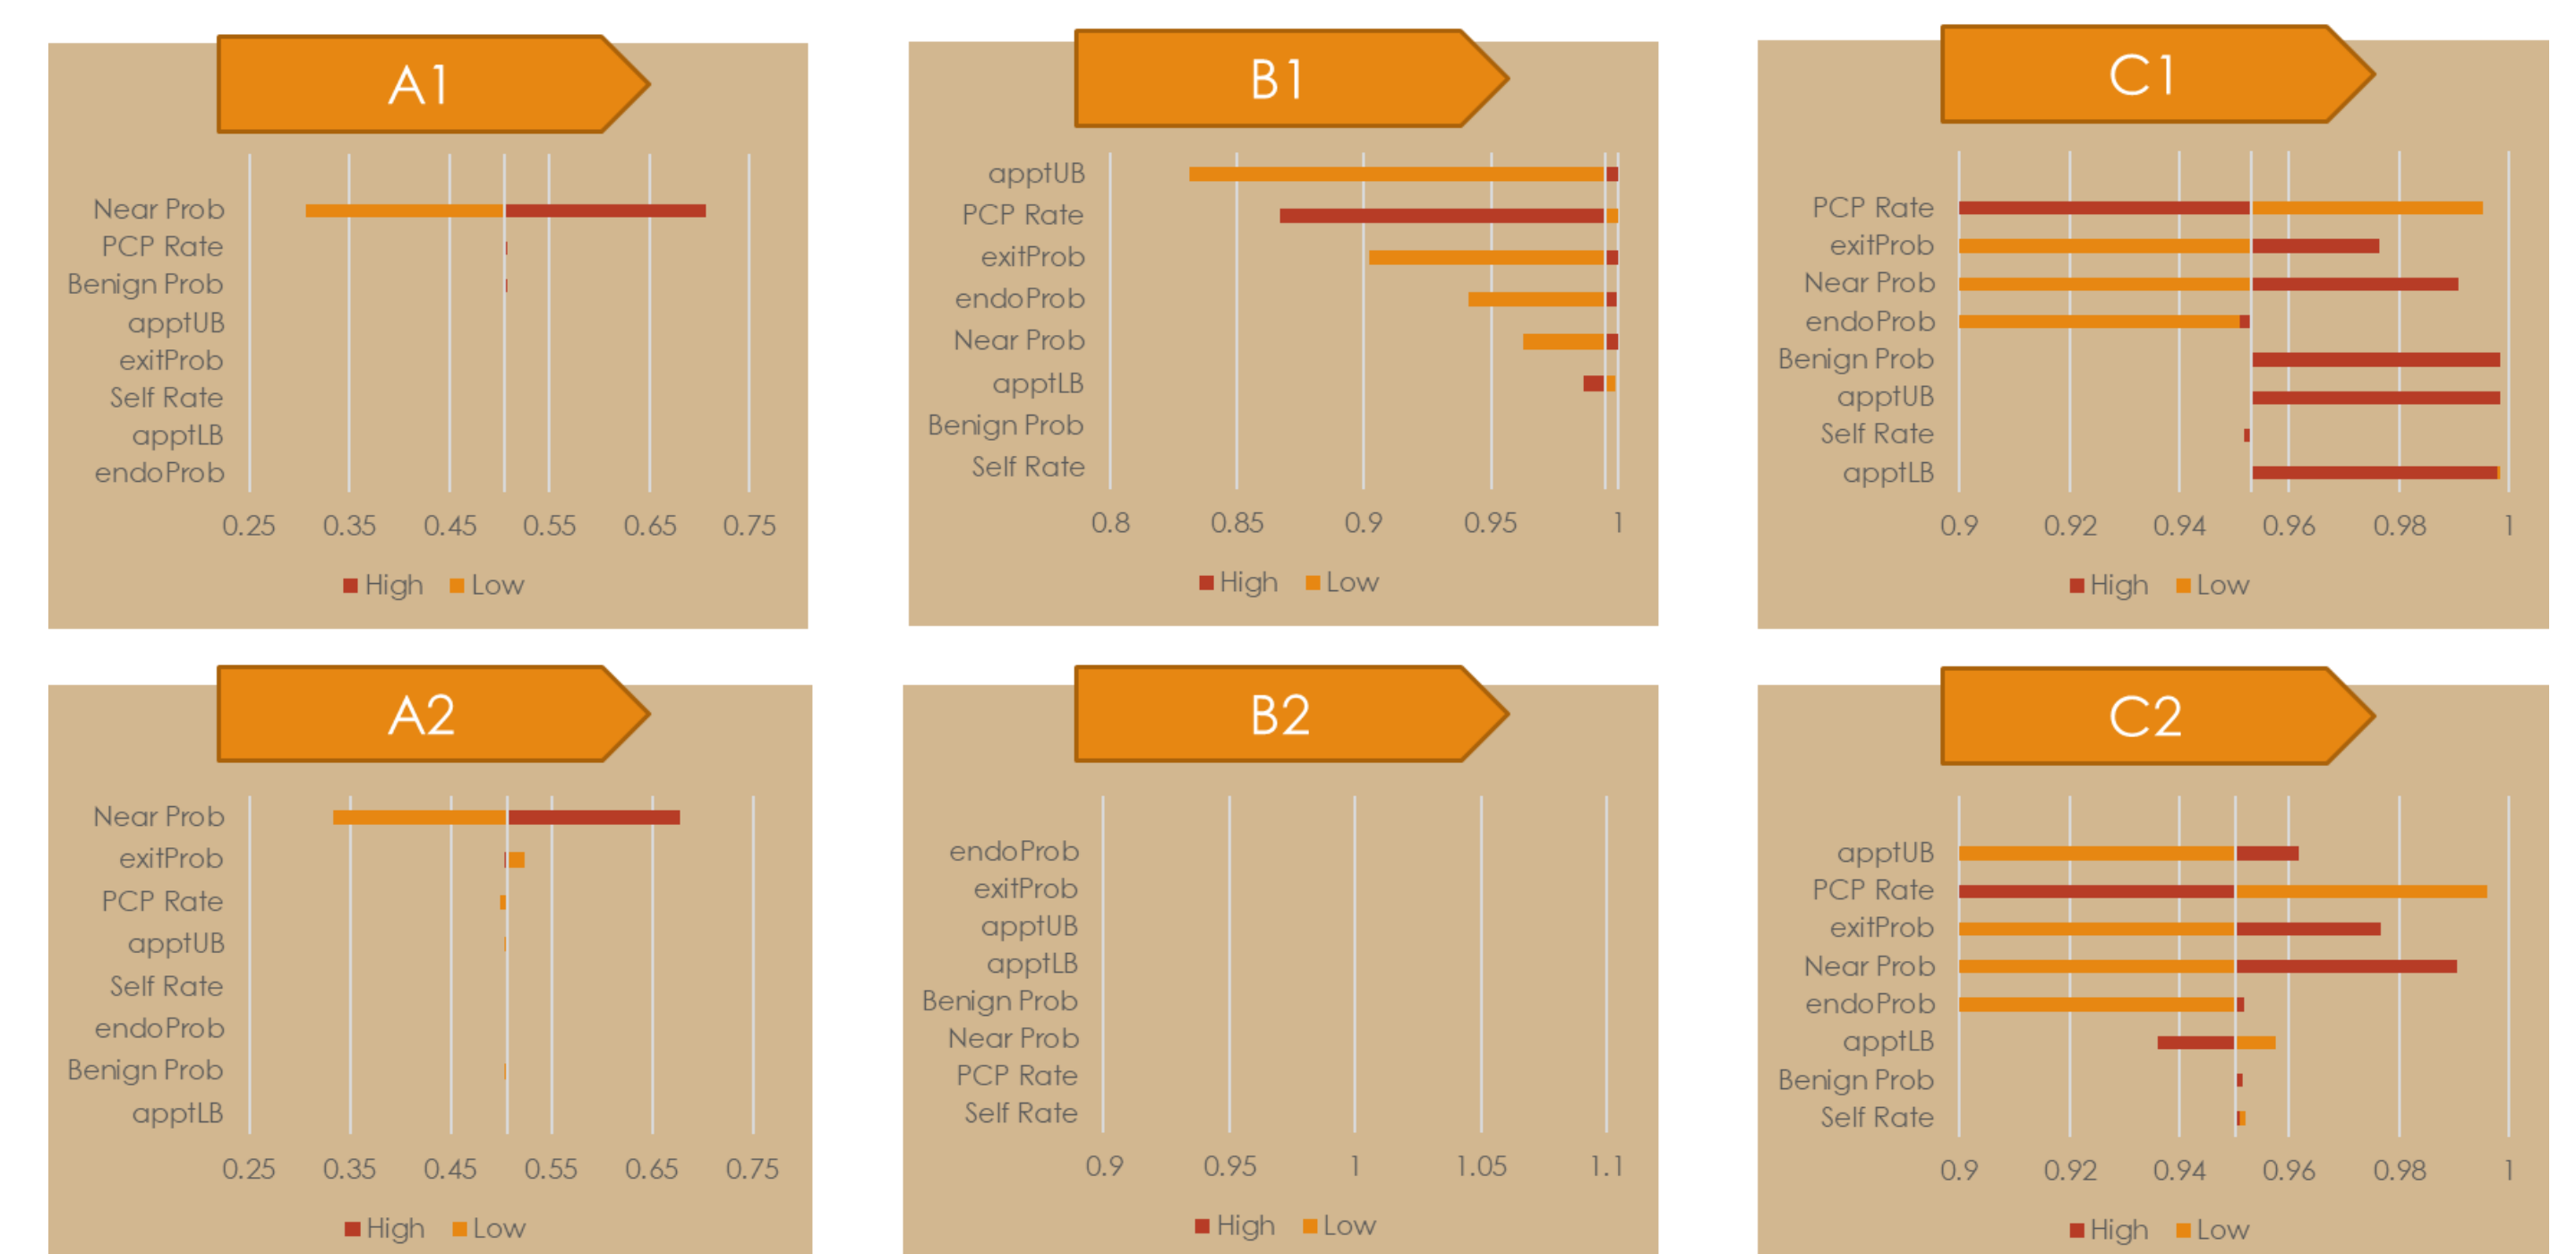 A1
Near Prob
PCP Rate
Benign Prob
apptUB
exitProb
Self Rate
apptLB
endoProb
0.25 0.35 0.45 0.55 0.65 0.75
High Low
B1
apptUB
PCP Rate
exitProb
endoProb
Near Prob
apptLB
Benign Prob
Self Rate
0.8 0.85 0.9 0.95 1
High Low
C1
PCP Rate
exitProb
Near Prob
endoProb
Benign Prob
apptUB
Self Rate
apptLB
0.9 0.92 0.94 0.96 0.98 1
High Low
A2
Near Prob
exitProb
PCP Rate
apptUB
Self Rate
endoProb
Benign Prob
apptLB
0.25 0.35 0.45 0.55 0.65 0.75
High Low
B2
endoProb
exitProb
apptUB
apptLB
Benign Prob
Near Prob
PCP Rate
Self Rate
0.9 0.95 1 1.05 1.1
High Low
C2
apptUB
PCP Rate
exitProb
Near Prob
endoProb
apptLB
Benign Prob
Self Rate
0.9 0.92 0.94 0.96 0.98 1
High Low